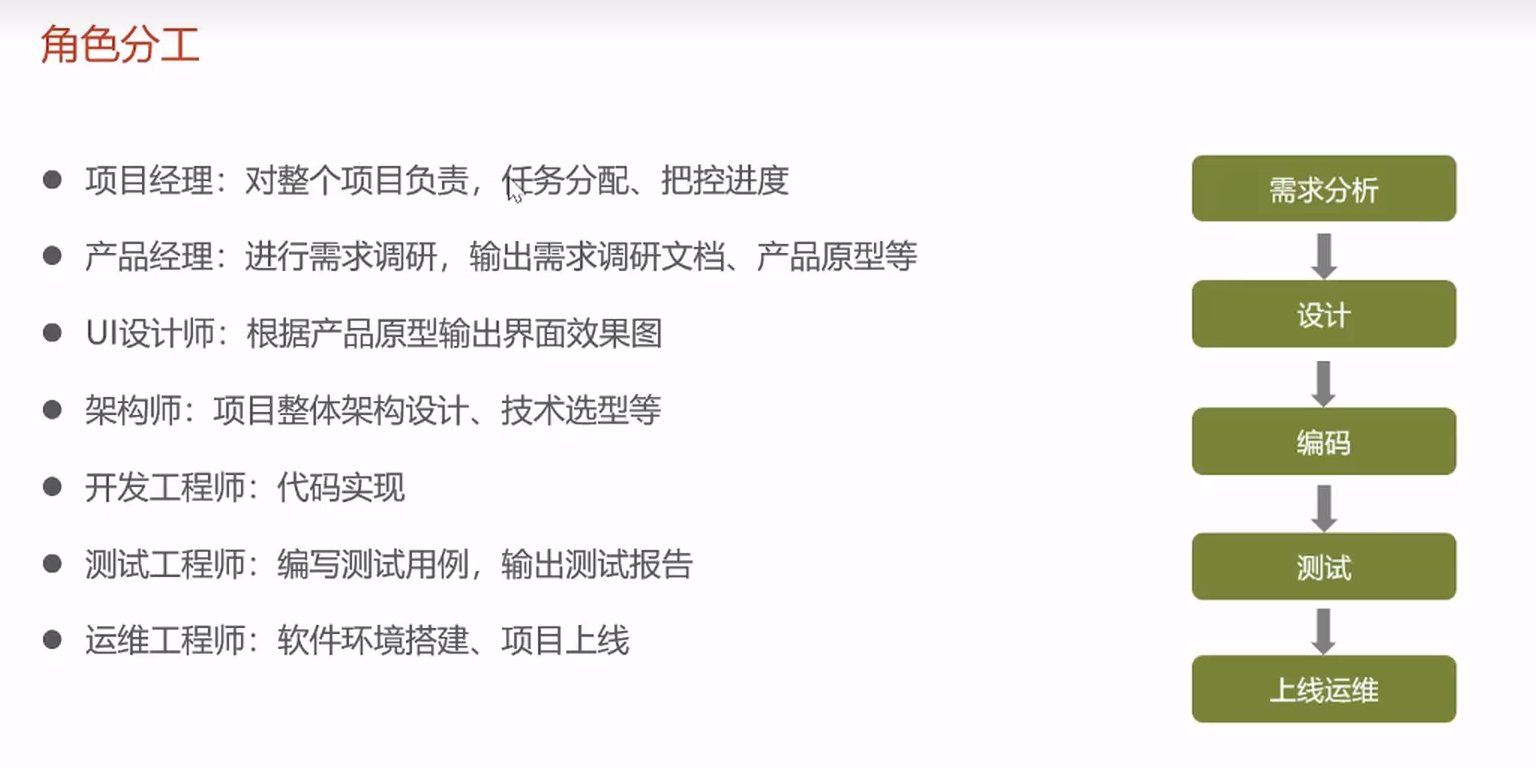 角色分工
项目经理：对整个项目负责，任务分配、把控进度
产品经理：进行需求调研，输出需求调研文档、产品原型等
UI设计师：根据产品原型输出界面效果图
架构师：项目整体架构设计、技术选型等
开发工程师：代码实现
测试工程师：编写测试用例，输出测试报告
运维工程师：软件环境搭建、项目上线
需求分析
设计
编码
测试
上线运维